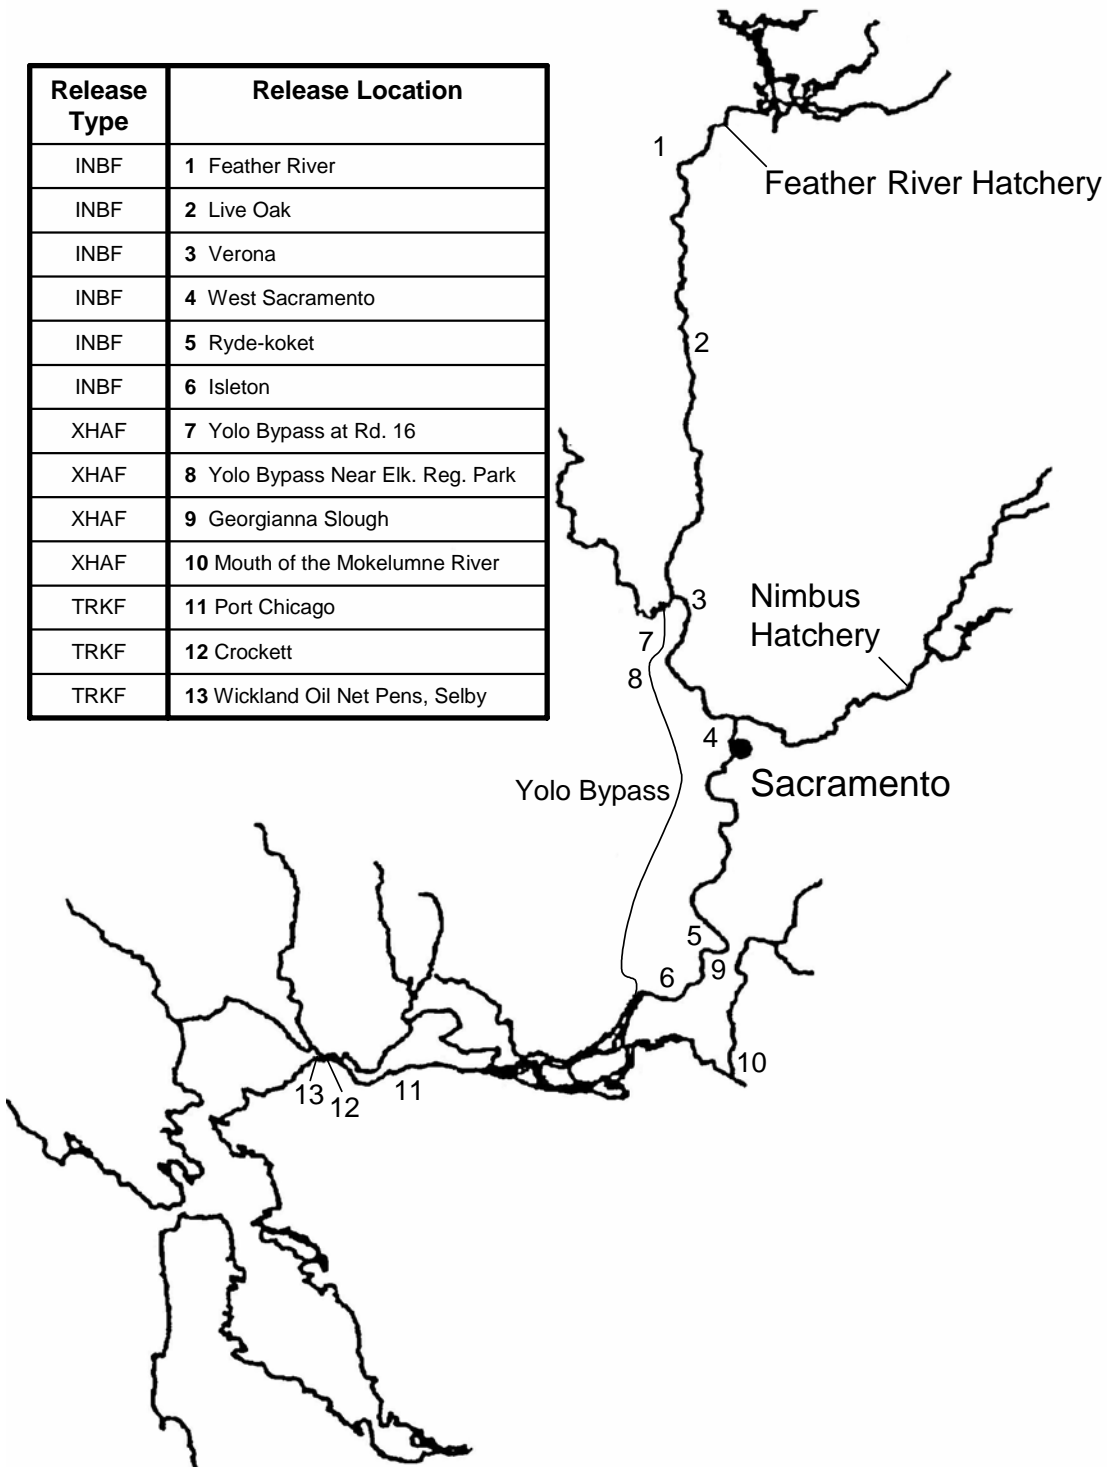 Release Type Release Location
INBF 1 Feather River
INBF 2 Live Oak
INBF 3 Verona
INBF 4 West Sacramento
INBF 5 Ryde-koket
INBF 6 Isleton
XHAF 7 Yolo Bypass at Rd. 16
XHAF 8 Yolo Bypass Near Elk. Reg. Park
XHAF 9 Georgianna Slough
XHAF 10 Mouth of the Mokelumne River
TRKF 11 Port Chicago
TRKF 12 Crockett
TRKF 13 Wickland Oil Net Pens, Selby
1
Feather River Hatchery
2
3
Nimbus
Hatchery
7
8
4
Sacramento
Yolo Bypass
5
9
6
10
11
13
12